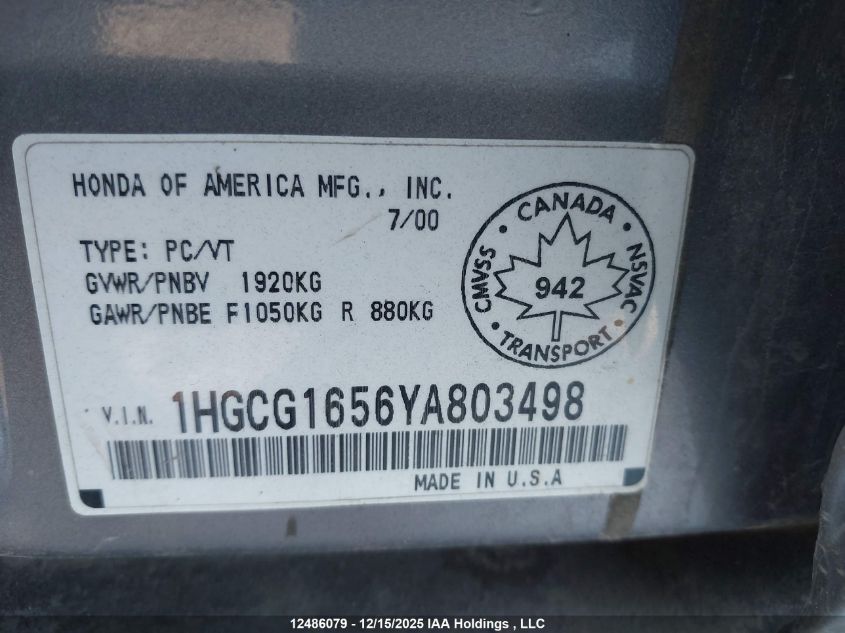 HONDA OF AMERICA MFG., INC.
7/00
TYPE: PC/VT
GVWR/PNBV 1920KG
GAWR/PNBE F1050KG R 880KG
• CANADA •
CMVSS
NSVAC
942
• TRANSPORT •
V.I.N. 1HGCG1656YA803498
MADE IN U.S.A
12486079 - 12/15/2025 IAA Holdings , LLC